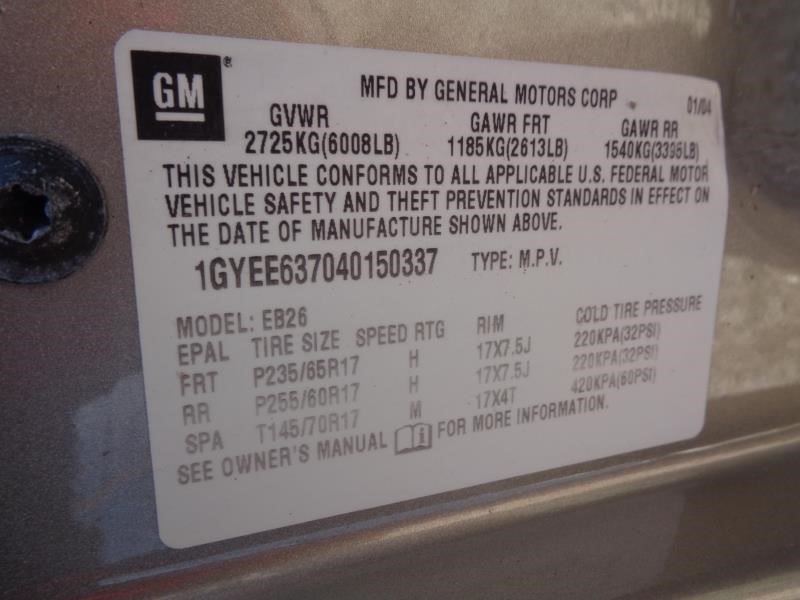 GM® MFD BY GENERAL MOTORS CORP 01/04
GVWR GAWR FRT GAWR RR
2725KG(6008LB) 1185KG(2613LB) 1540KG(3395LB)
THIS VEHICLE CONFORMS TO ALL APPLICABLE U.S. FEDERAL MOTOR
VEHICLE SAFETY AND THEFT PREVENTION STANDARDS IN EFFECT ON
THE DATE OF MANUFACTURE SHOWN ABOVE.
1GYEE637040150337 TYPE: M.P.V.
MODEL: EB26
EPAL TIRE SIZE SPEED RTG RIM COLD TIRE PRESSURE
FRT P235/65R17 H 17X7.5J 220KPA(32PSI)
RR P255/60R17 H 17X7.5J 220KPA(32PSI)
SPA T145/70R17 M 17X4T 420KPA(60PSI)
SEE OWNER'S MANUAL FOR MORE INFORMATION.